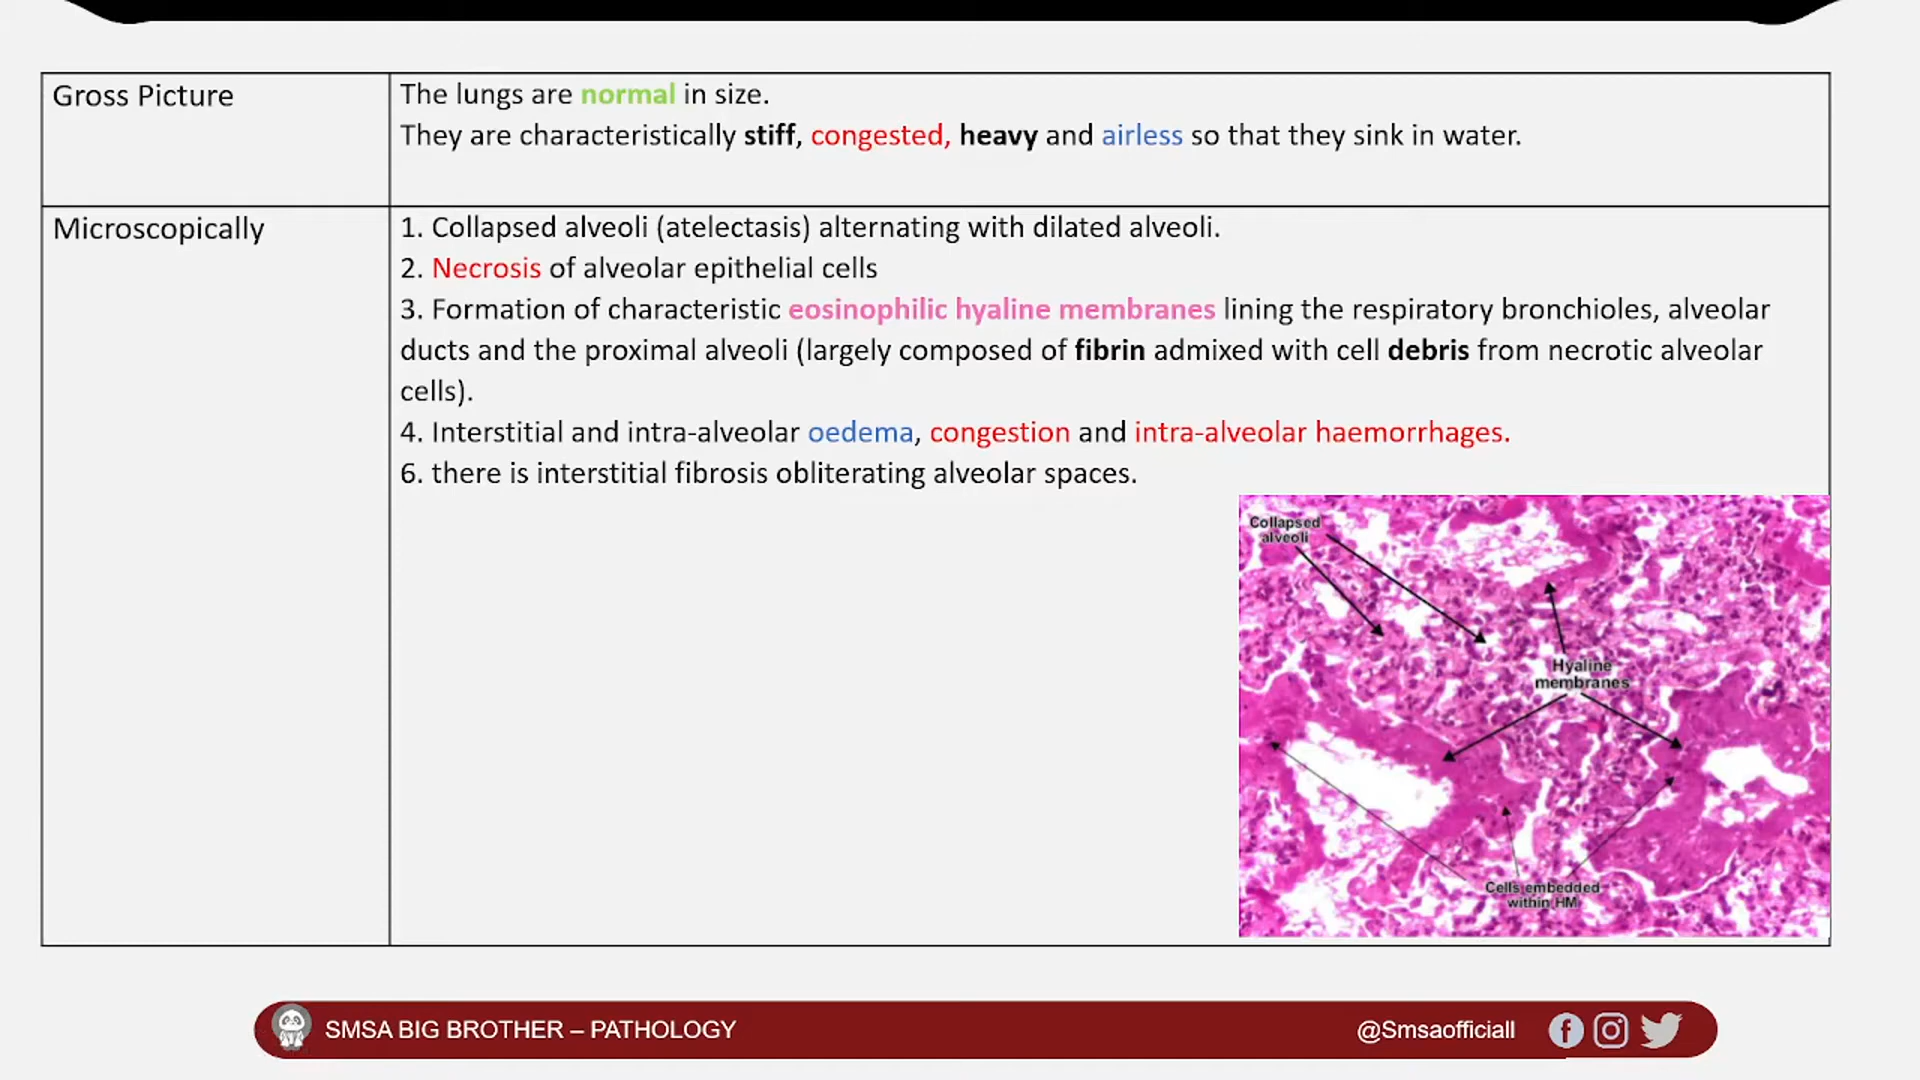 Gross Picture
The lungs are normal in size.
They are characteristically stiff, congested, heavy and airless so that they sink in water.
Microscopically
1. Collapsed alveoli (atelectasis) alternating with dilated alveoli.
2. Necrosis of alveolar epithelial cells
3. Formation of characteristic eosinophilic hyaline membranes lining the respiratory bronchioles, alveolar
ducts and the proximal alveoli (largely composed of fibrin admixed with cell debris from necrotic alveolar
cells).
4. Interstitial and intra-alveolar oedema, congestion and intra-alveolar haemorrhages.
6. there is interstitial fibrosis obliterating alveolar spaces.
Collapsed
alveoli
Hyaline
membranes
Cells embedded
within HM
SMSA BIG BROTHER – PATHOLOGY
@Smsaofficiall